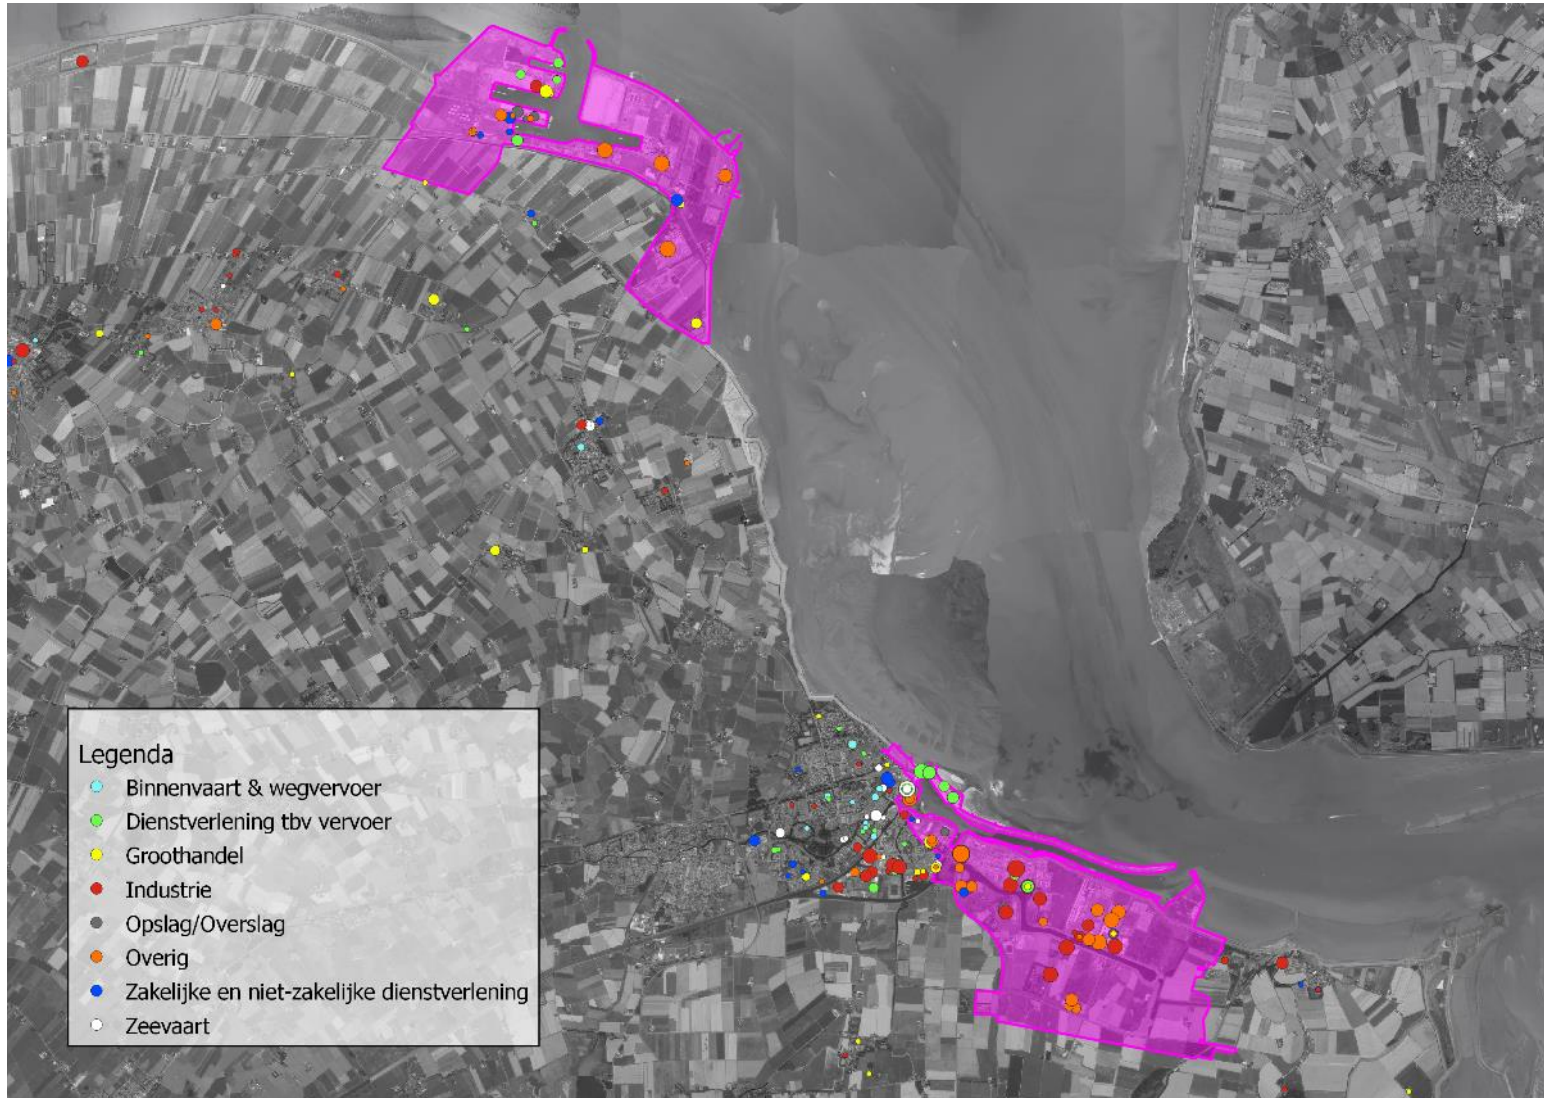 Legenda
Binnenvaart & wegvervoer
Dienstverlening tbv vervoer
Groothandel
Industrie
Opslag/Overslag
Overig
Zakelijke en niet-zakelijke dienstverlening
Zeevaart